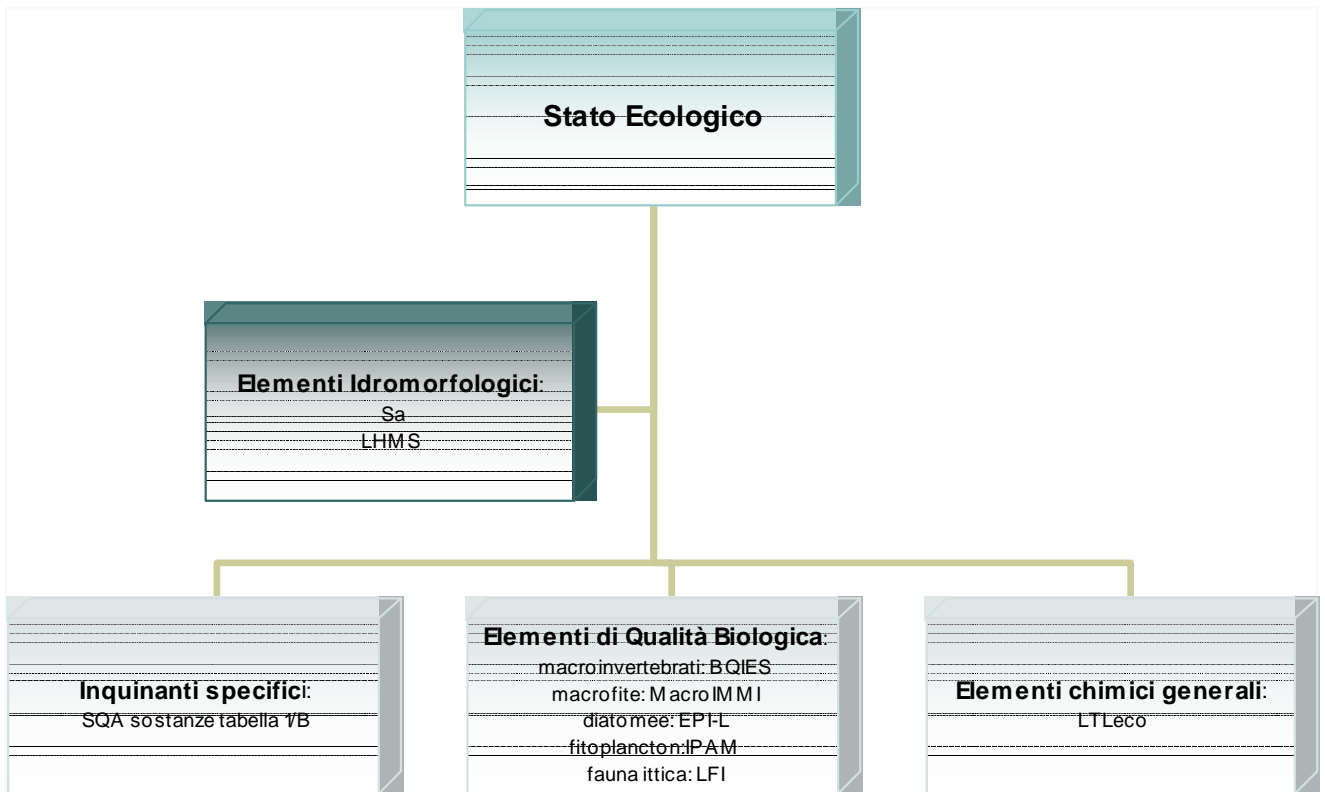 Stato Ecologico
Elementi Idromorfologici:
Sa
LHMS
Inquinanti specifici:
SQA sostanze tabella 1/B
Elementi di Qualità Biologica:
macroinvertebrati: BQIES
macrofite: MacroIMMI
diatomee: EPI-L
fitoplancton:IPAM
fauna ittica: LFI
Elementi chimici generali:
LTLeco